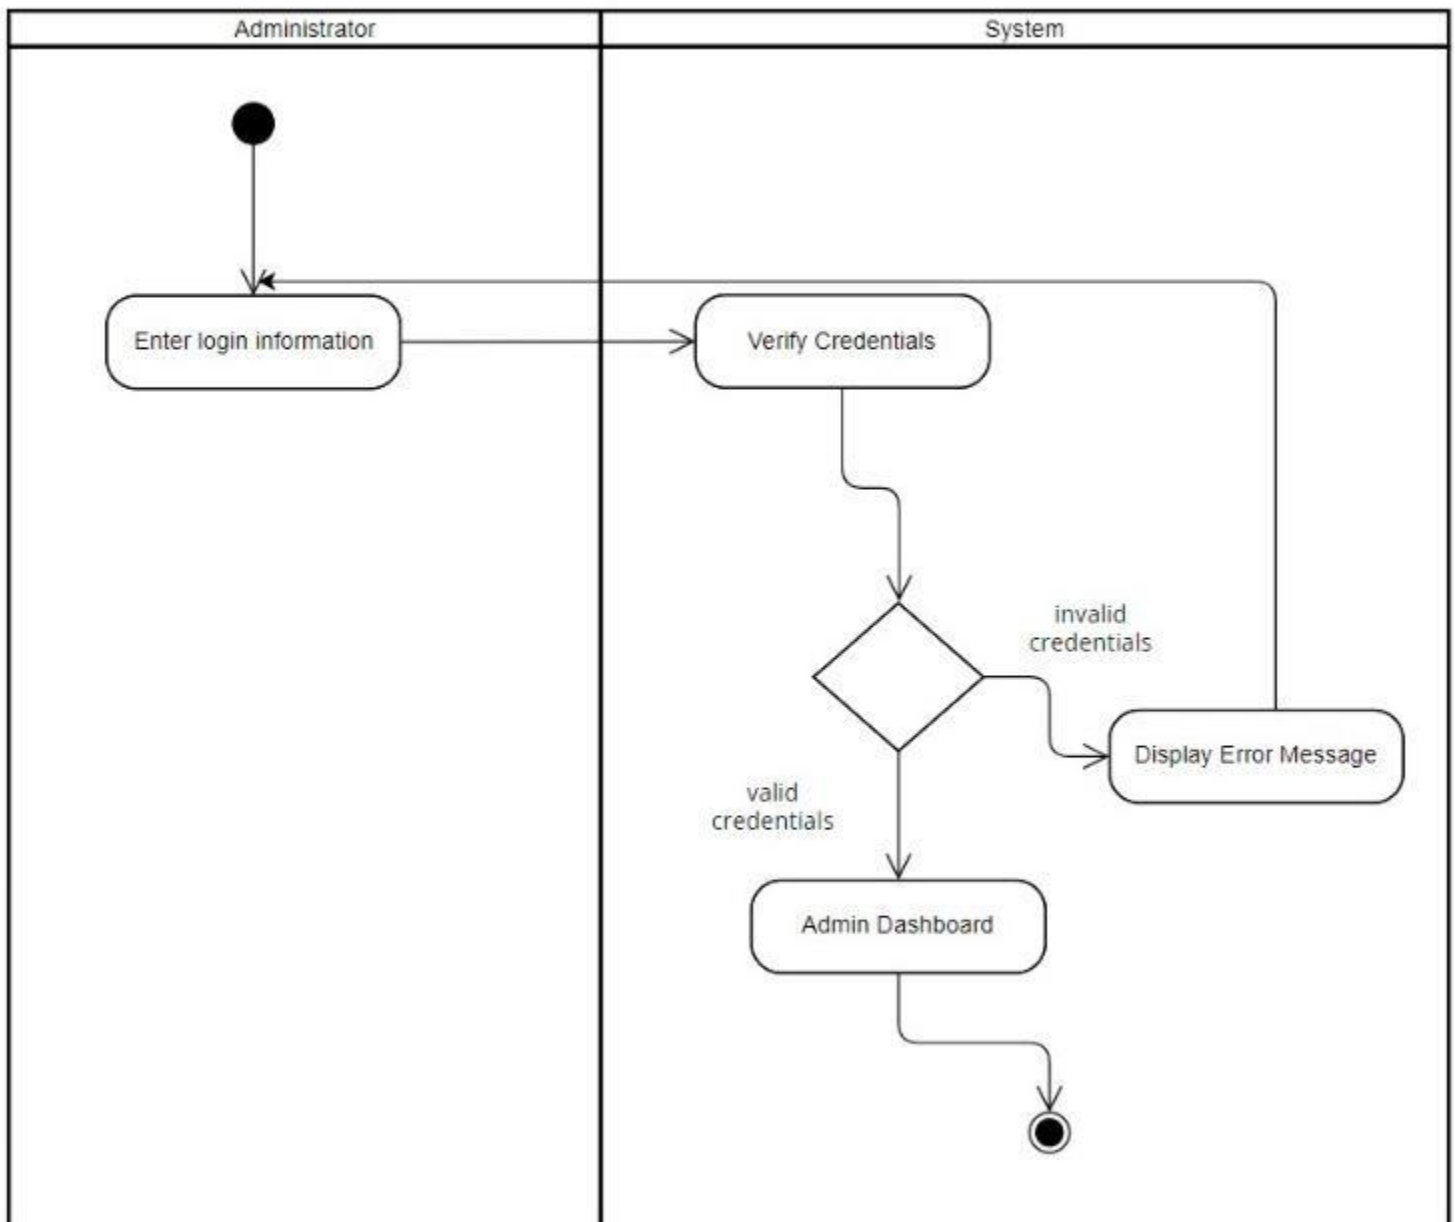 Administrator
System
Enter login information
Verify Credentials
invalid
credentials
Display Error Message
valid
credentials
Admin Dashboard